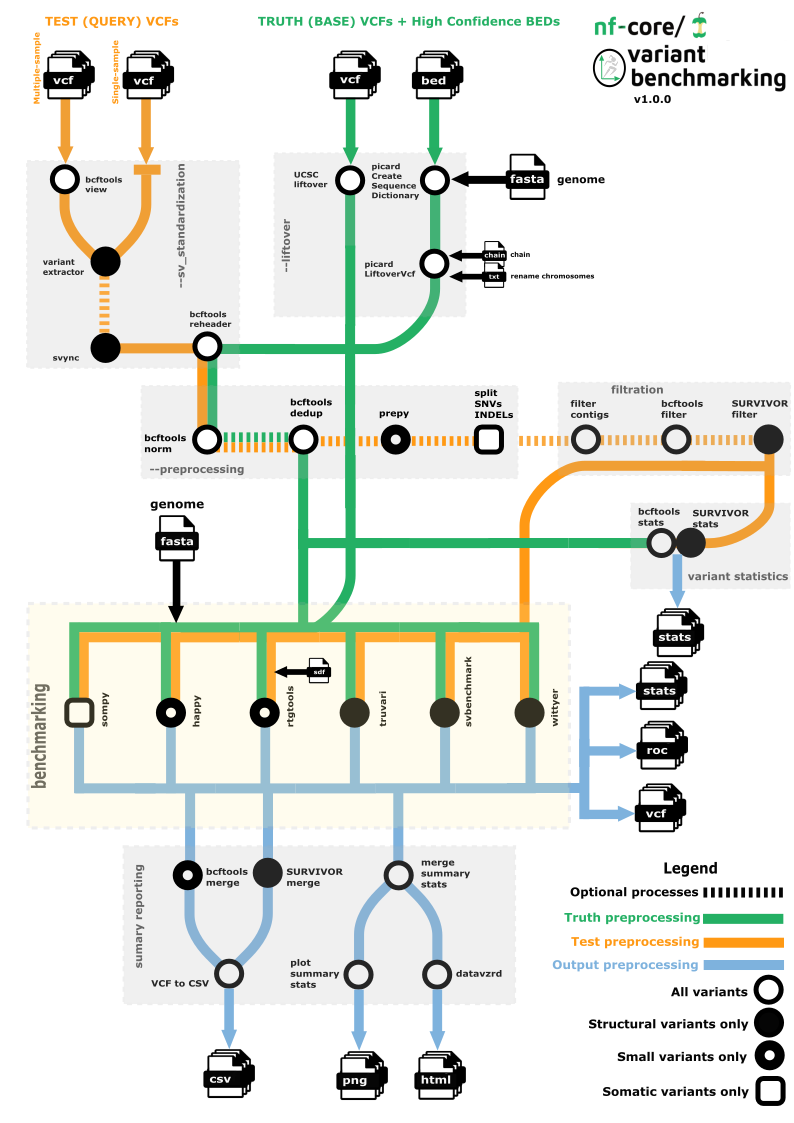 TEST (QUERY) VCFs
TRUTH (BASE) VCFs + High Confidence BEDs
nf-core/
variant
benchmarking
v1.0.0
Multiple-sample
Single-sample
vcf
vcf
vcf
bed
bcftools
view
--sv_standardization
variant
extractor
svync
bcftools
reheader
UCSC
liftover
picard
Create
Sequence
Dictionary
fasta
genome
--liftover
picard
LiftoverVcf
chain
chain
txt
rename chromosomes
bcftools
norm
bcftools
dedup
prepy
split
SNVs
INDELs
--preprocessing
filtration
filter
contigs
bcftools
filter
SURVIVOR
filter
bcftools
stats
SURVIVOR
stats
variant statistics
stats
genome
fasta
benchmarking
sompy
happy
rtgtools
sdf
truvari
svbenchmark
wittyer
stats
roc
vcf
sumary reporting
bcftools
merge
SURVIVOR
merge
merge
summary
stats
VCF to CSV
plot
summary
stats
datavzrd
csv
png
html
Legend
Optional processes
Truth preprocessing
Test preprocessing
Output preprocessing
All variants
Structural variants only
Small variants only
Somatic variants only